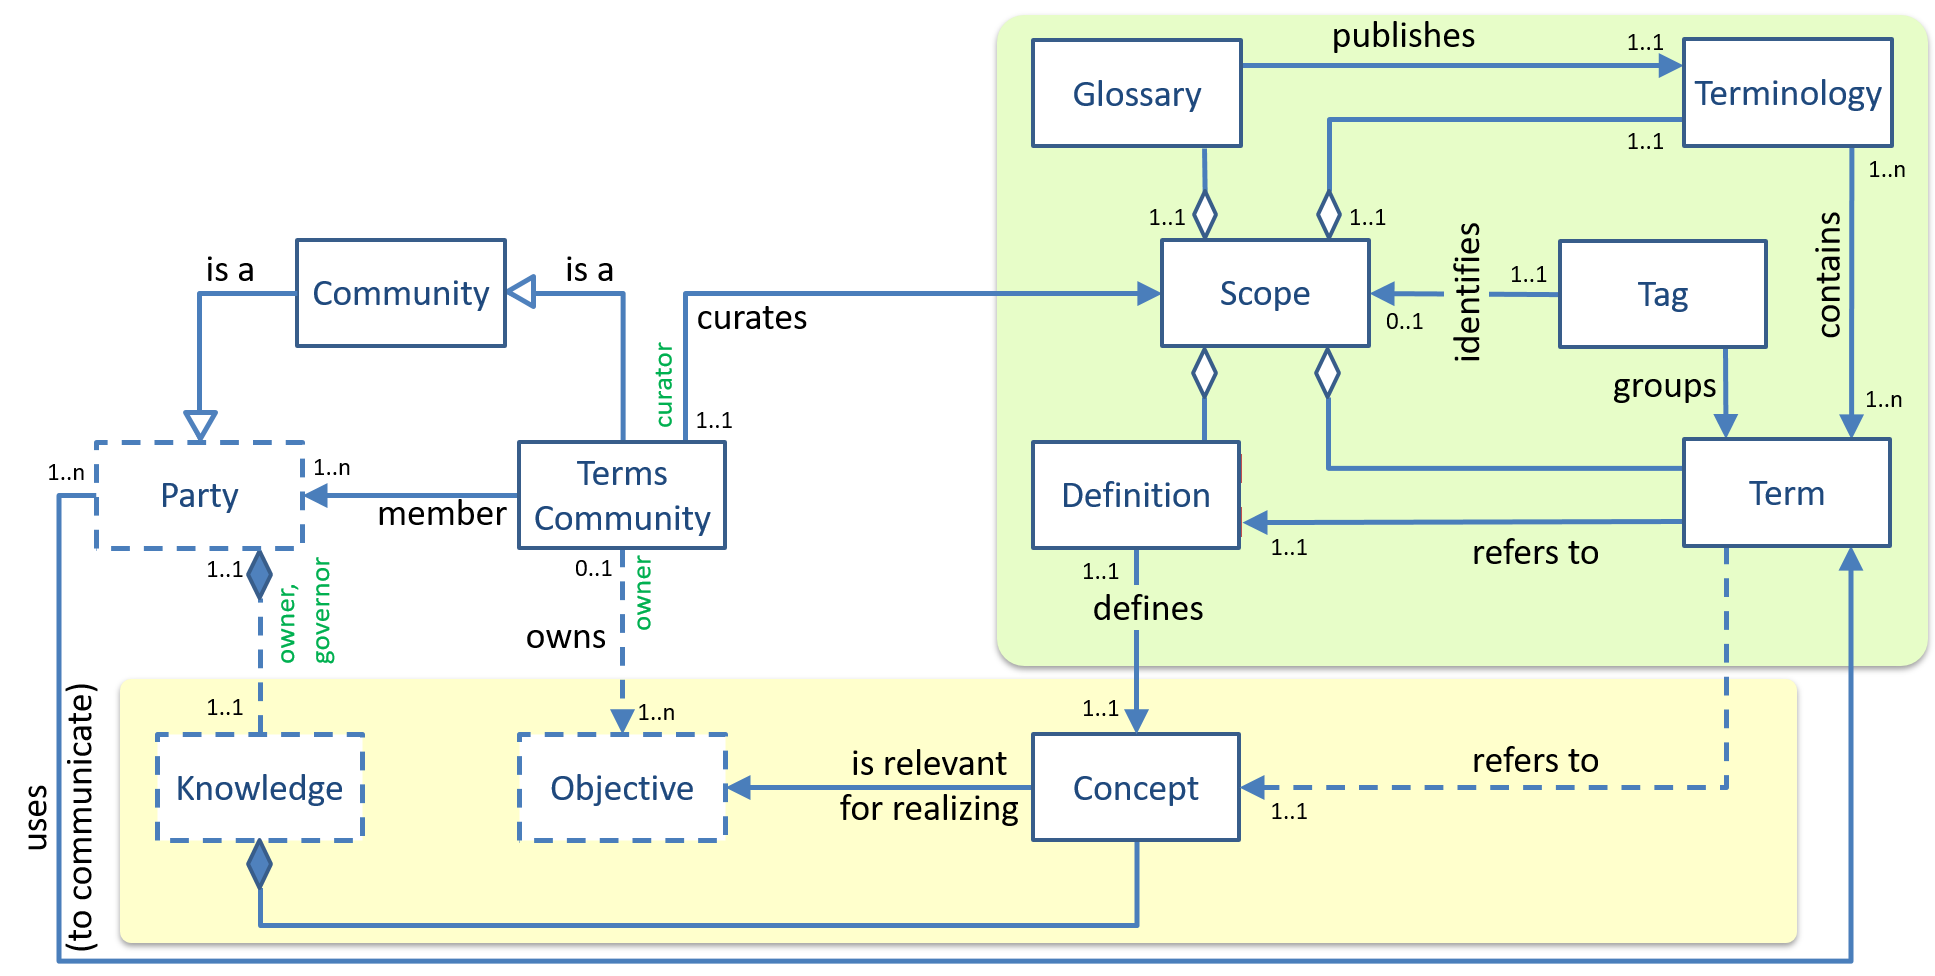 publishes
1..1
Glossary
Terminology
1..1
1..n
1..1
1..1
is a
Community
is a
curates
curator
1..1
Scope
identifies
1..1
0..1
Tag
contains
groups
1..n
1..n
Party
1..n
member
Terms
Community
Definition
Term
1..1
refers to
1..1
owner,
governor
0..1
owner
owns
1..1
defines
1..1
1..n
1..1
Knowledge
Objective
is relevant
for realizing
Concept
refers to
1..1
uses
(to communicate)